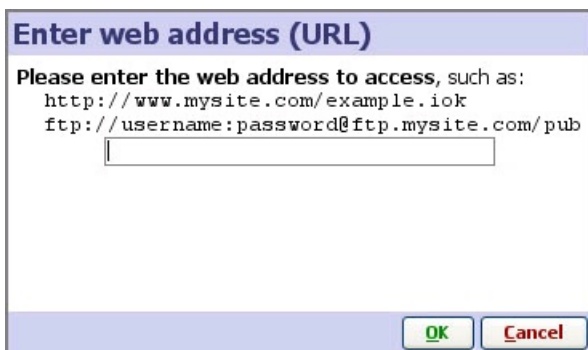 Enter web address (URL)
Please enter the web address to access, such as:
http://www.mysite.com/example.iok
ftp://username:password@ftp.mysite.com/pub
OK Cancel